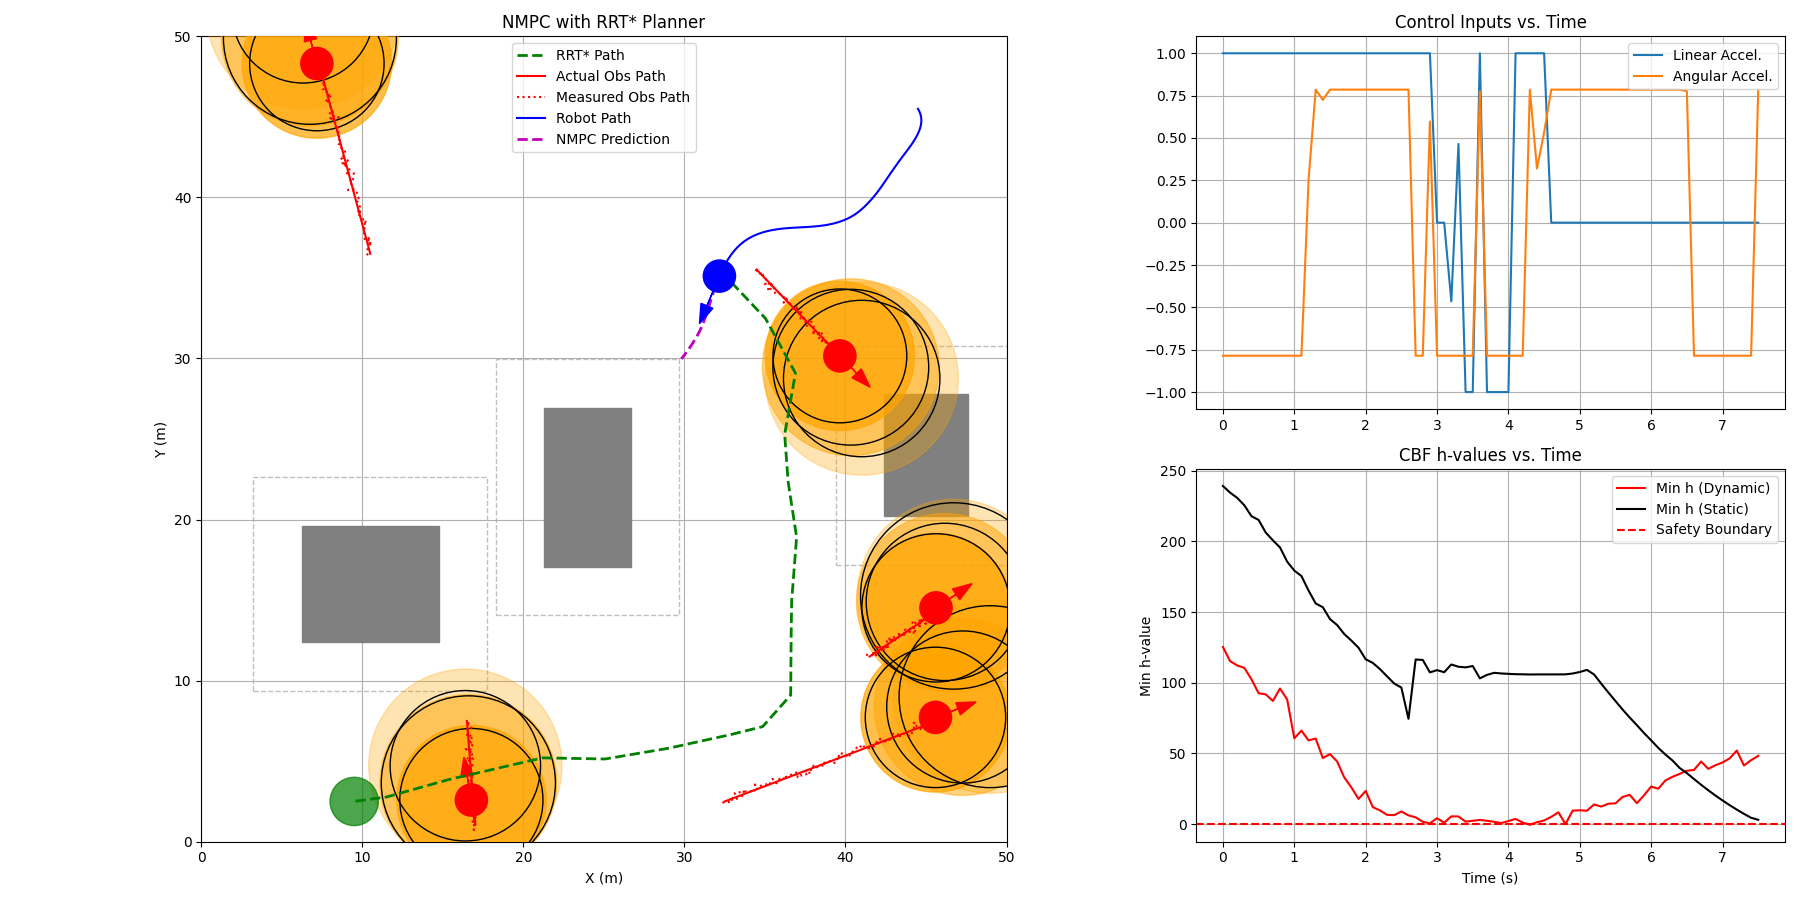 NMPC with RRT* Planner
50
40
30
20
10
0
Y (m)
RRT* Path
Actual Obs Path
Measured Obs Path
Robot Path
NMPC Prediction
0 10 20 30 40 50
X (m)
Control Inputs vs. Time
1.00
0.75
0.50
0.25
0.00
−0.25
−0.50
−0.75
−1.00
Linear Accel.
Angular Accel.
0 1 2 3 4 5 6 7
CBF h-values vs. Time
250
200
150
100
50
0
Min h-value
Min h (Dynamic)
Min h (Static)
Safety Boundary
0 1 2 3 4 5 6 7
Time (s)